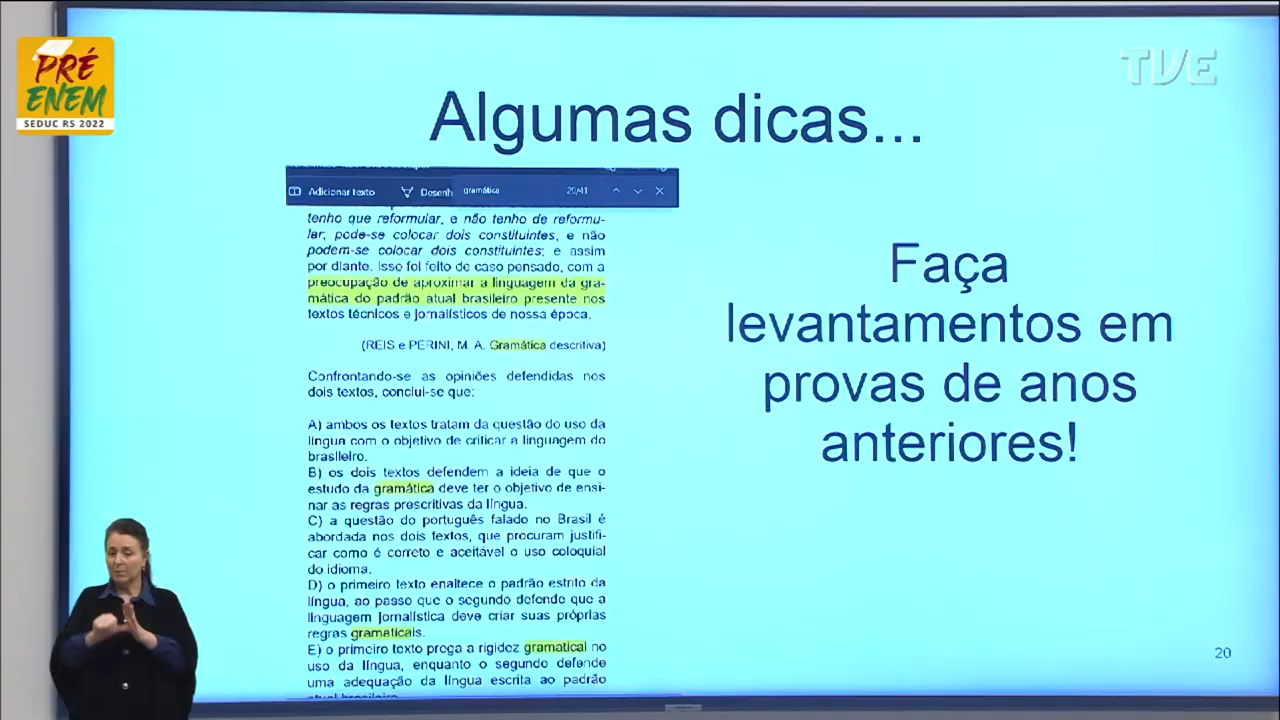 PRÉ
ENEM
SEDUC RS 2022
TVE
Algumas dicas...
Adicionar texto
Desenh
gramática
20/41
tenho que reformular, e não tenho de reformu-
lar; pode-se colocar dois constituintes, e não
podem-se colocar dois constituintes; e assim
por diante. Isso foi feito de caso pensado, com a
preocupação de aproximar a linguagem da gra-
mática do padrão atual brasileiro presente nos
textos técnicos e jornalísticos de nossa época.
(REIS e PERINI, M. A. Gramática descritiva)
Confrontando-se as opiniões defendidas nos
dois textos, conclui-se que:
A) ambos os textos tratam da questão do uso da
língua com o objetivo de criticar a linguagem do
brasileiro.
B) os dois textos defendem a ideia de que o
estudo da gramática deve ter o objetivo de ensi-
nar as regras prescritivas da língua.
C) a questão do português falado no Brasil é
abordada nos dois textos, que procuram justifi-
car como é correto e aceitável o uso coloquial
do idioma.
D) o primeiro texto enaltece o padrão estrito da
língua, ao passo que o segundo defende que a
linguagem jornalística deve criar suas próprias
regras gramaticais.
E) o primeiro texto prega a rigidez gramatical no
uso da língua, enquanto o segundo defende
uma adequação da língua escrita ao padrão
atual brasileiro.
Faça
levantamentos em
provas de anos
anteriores!
20